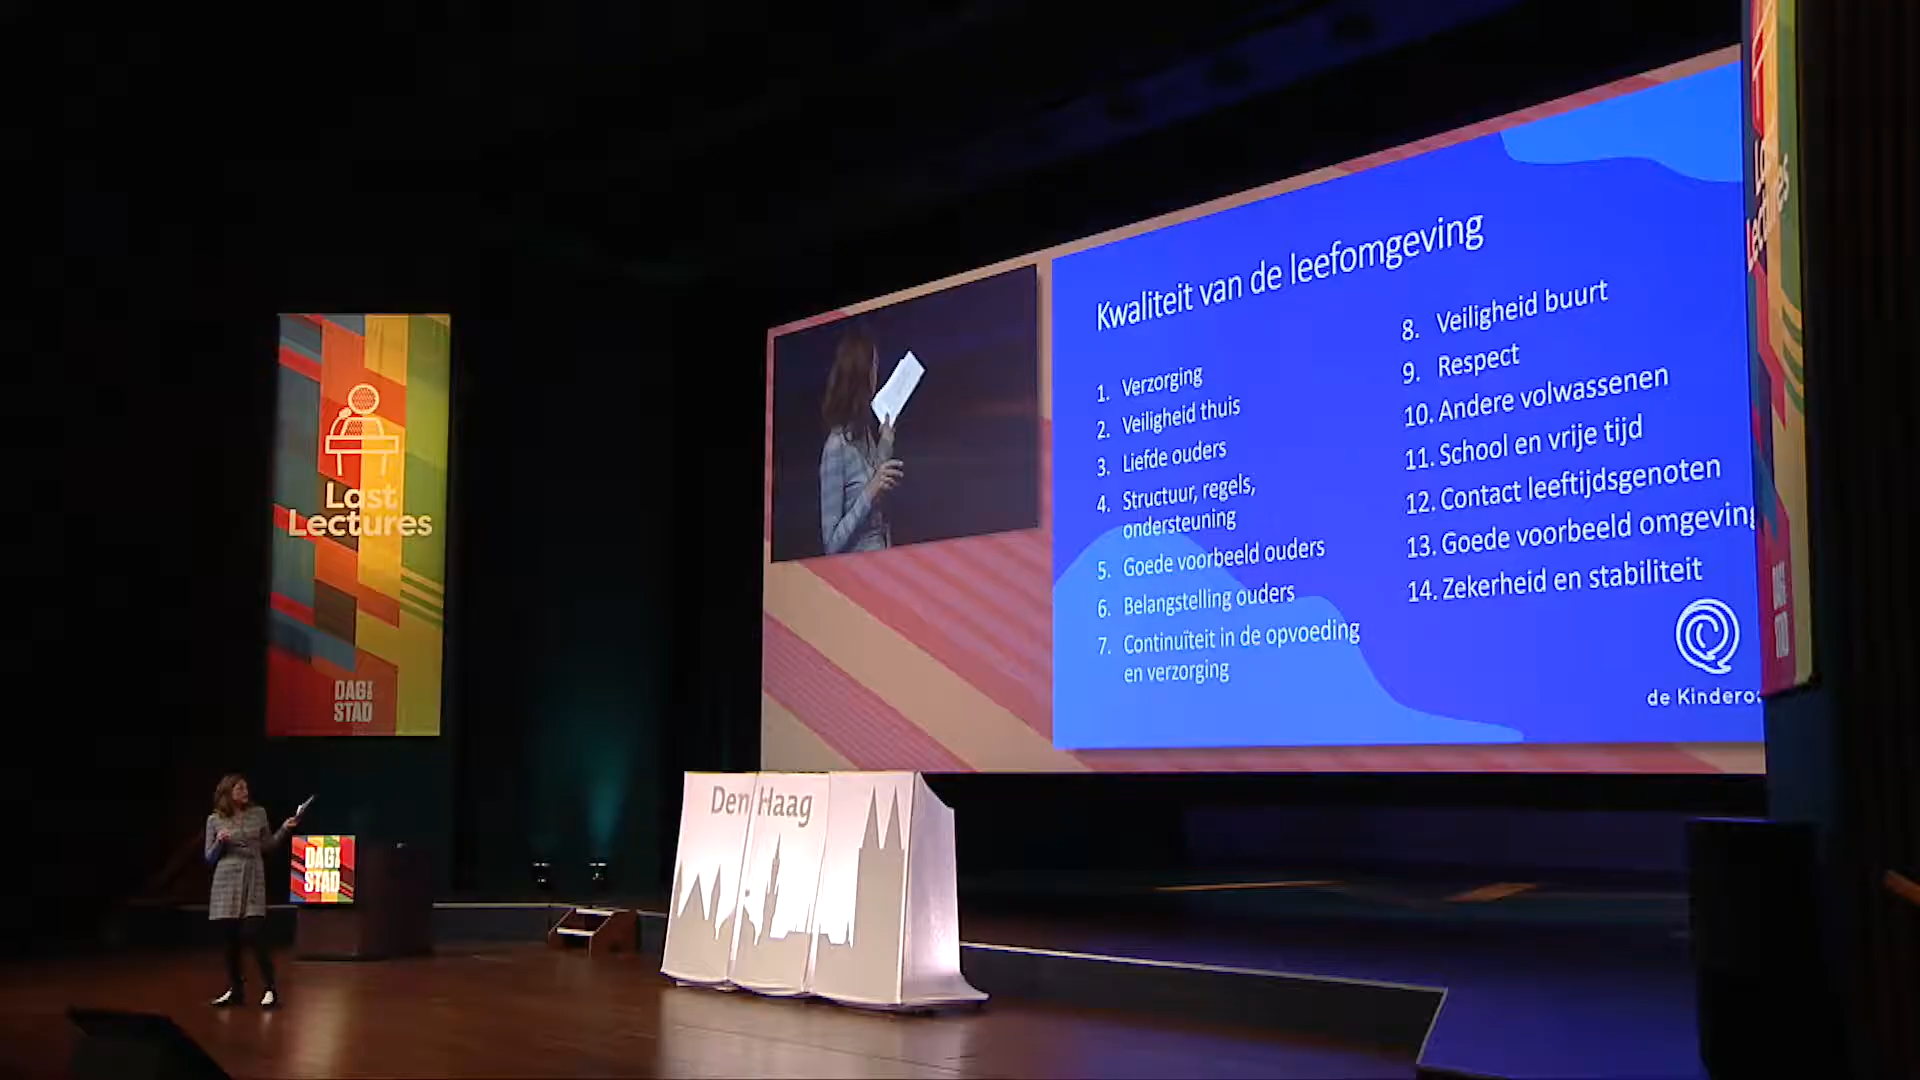 Last
Lectures
DAG!
STAD
DAG!
STAD
Den Haag
Kwaliteit van de leefomgeving
1. Verzorging
2. Veiligheid thuis
3. Liefde ouders
4. Structuur, regels,
ondersteuning
5. Goede voorbeeld ouders
6. Belangstelling ouders
7. Continuïteit in de opvoeding
en verzorging
8. Veiligheid buurt
9. Respect
10. Andere volwassenen
11. School en vrije tijd
12. Contact leeftijdsgenoten
13. Goede voorbeeld omgeving
14. Zekerheid en stabiliteit
de Kindero